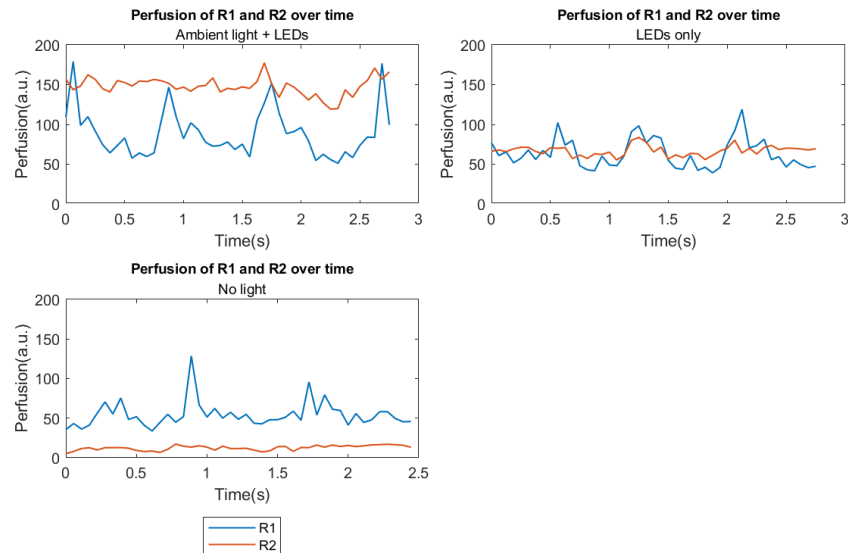 Perfusion of R1 and R2 over time
Ambient light + LEDs
200
150
100
50
0
Perfusion(a.u.)
0 0.5 1 1.5 2 2.5 3
Time(s)
Perfusion of R1 and R2 over time
LEDs only
200
150
100
50
0
Perfusion(a.u.)
0 0.5 1 1.5 2 2.5 3
Time(s)
Perfusion of R1 and R2 over time
No light
200
150
100
50
0
Perfusion(a.u.)
0 0.5 1 1.5 2 2.5
Time(s)
R1
R2